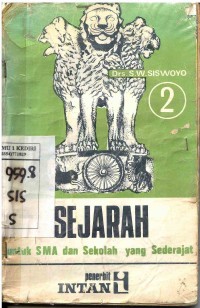 Drs S.W. SISWOYO
2
959.8
SIS
S
SEJARAH
untuk SMA dan Sekolah yang Sederajat
penerbit
INTAN